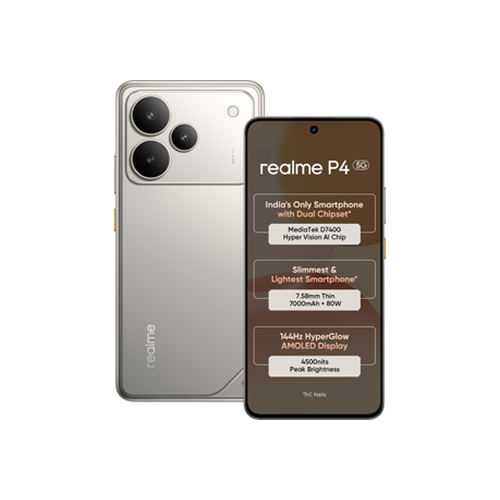 realme
realme P4 5G
India's Only Smartphone
with Dual Chipset*
MediaTek D7400
Hyper Vision AI Chip
Slimmest &
Lightest Smartphone*
7.58mm Thin
7000mAh + 80W
144Hz HyperGlow
AMOLED Display
4500nits
Peak Brightness
*TnC Apply